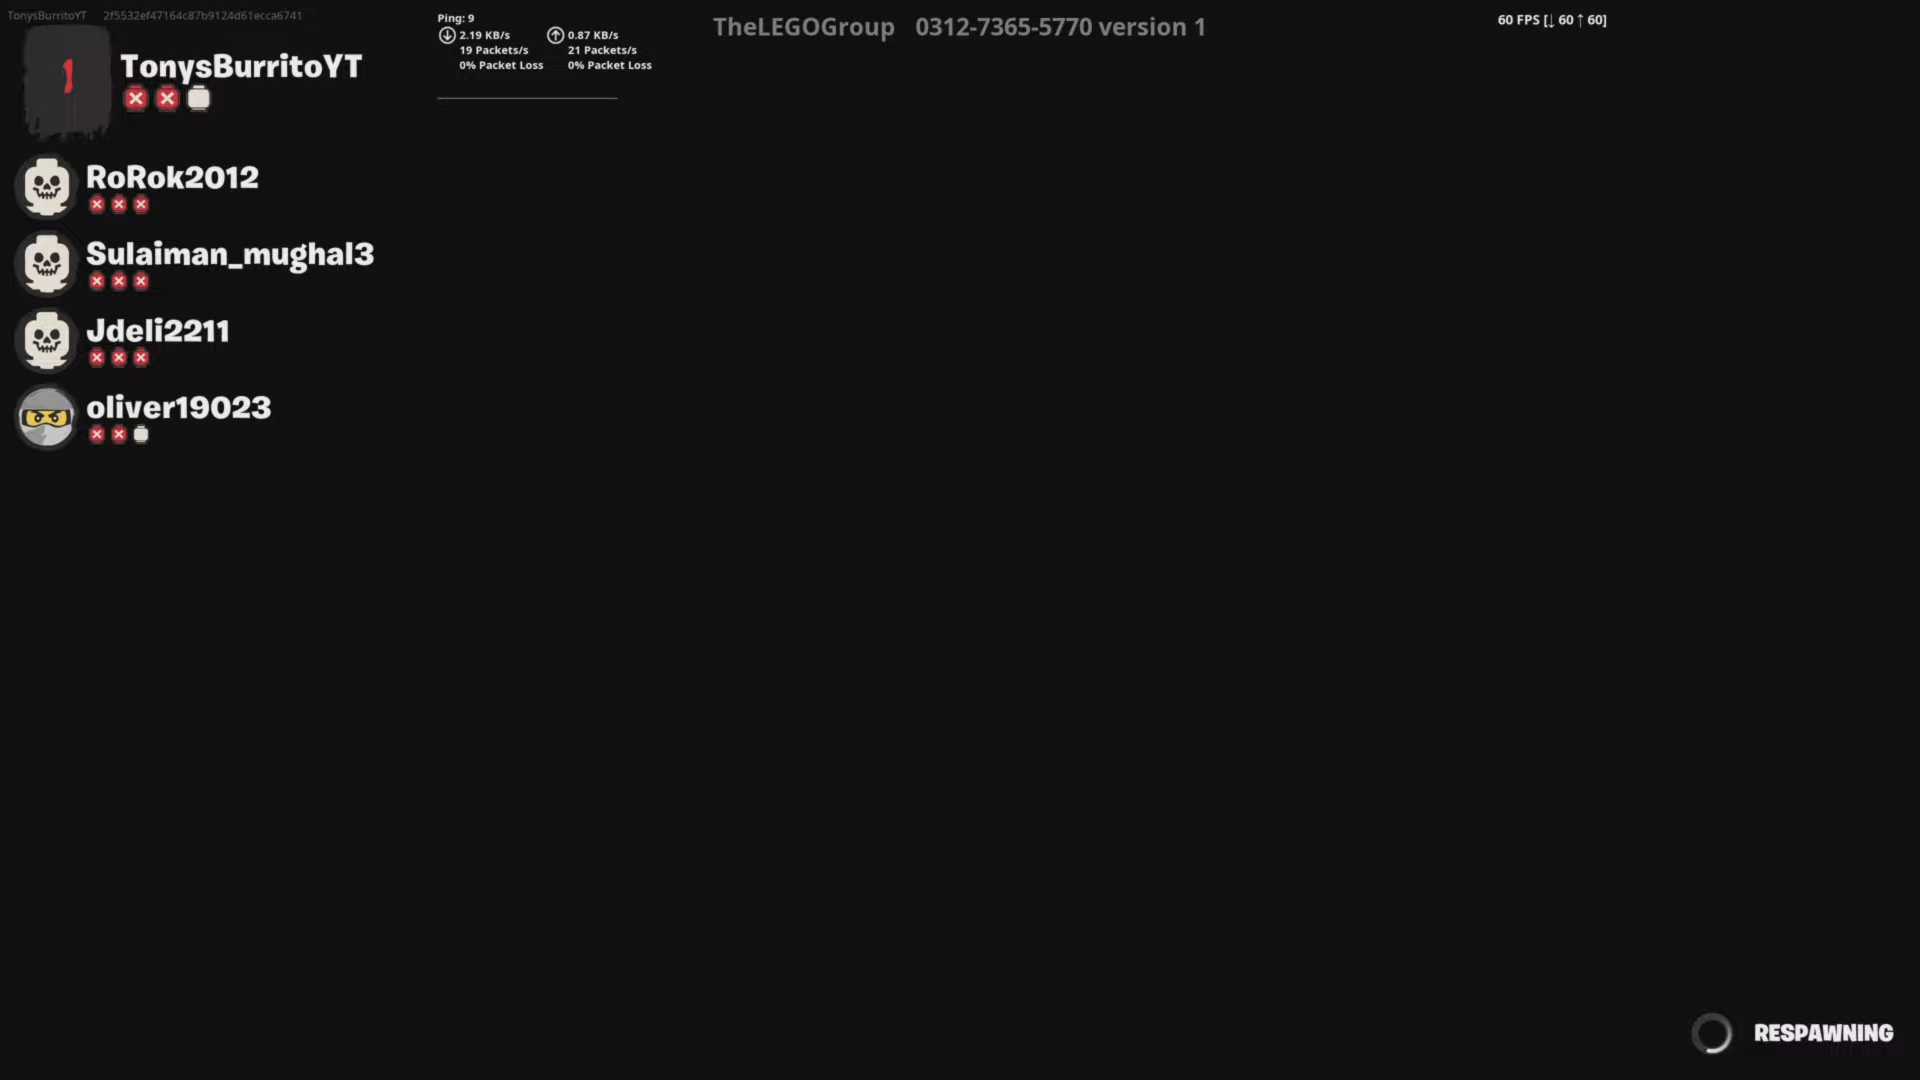 TonysBurritoYT 2f5532ef47164c87b9124d61ecca6741
Ping: 9
2.19 KB/s 0.87 KB/s
19 Packets/s 21 Packets/s
0% Packet Loss 0% Packet Loss
TheLEGOGroup 0312-7365-5770 version 1
60 FPS [↓ 60 ↑ 60]
TonysBurritoYT
RoRok2012
Sulaiman_mughal3
Jdeli2211
oliver19023
RESPAWNING